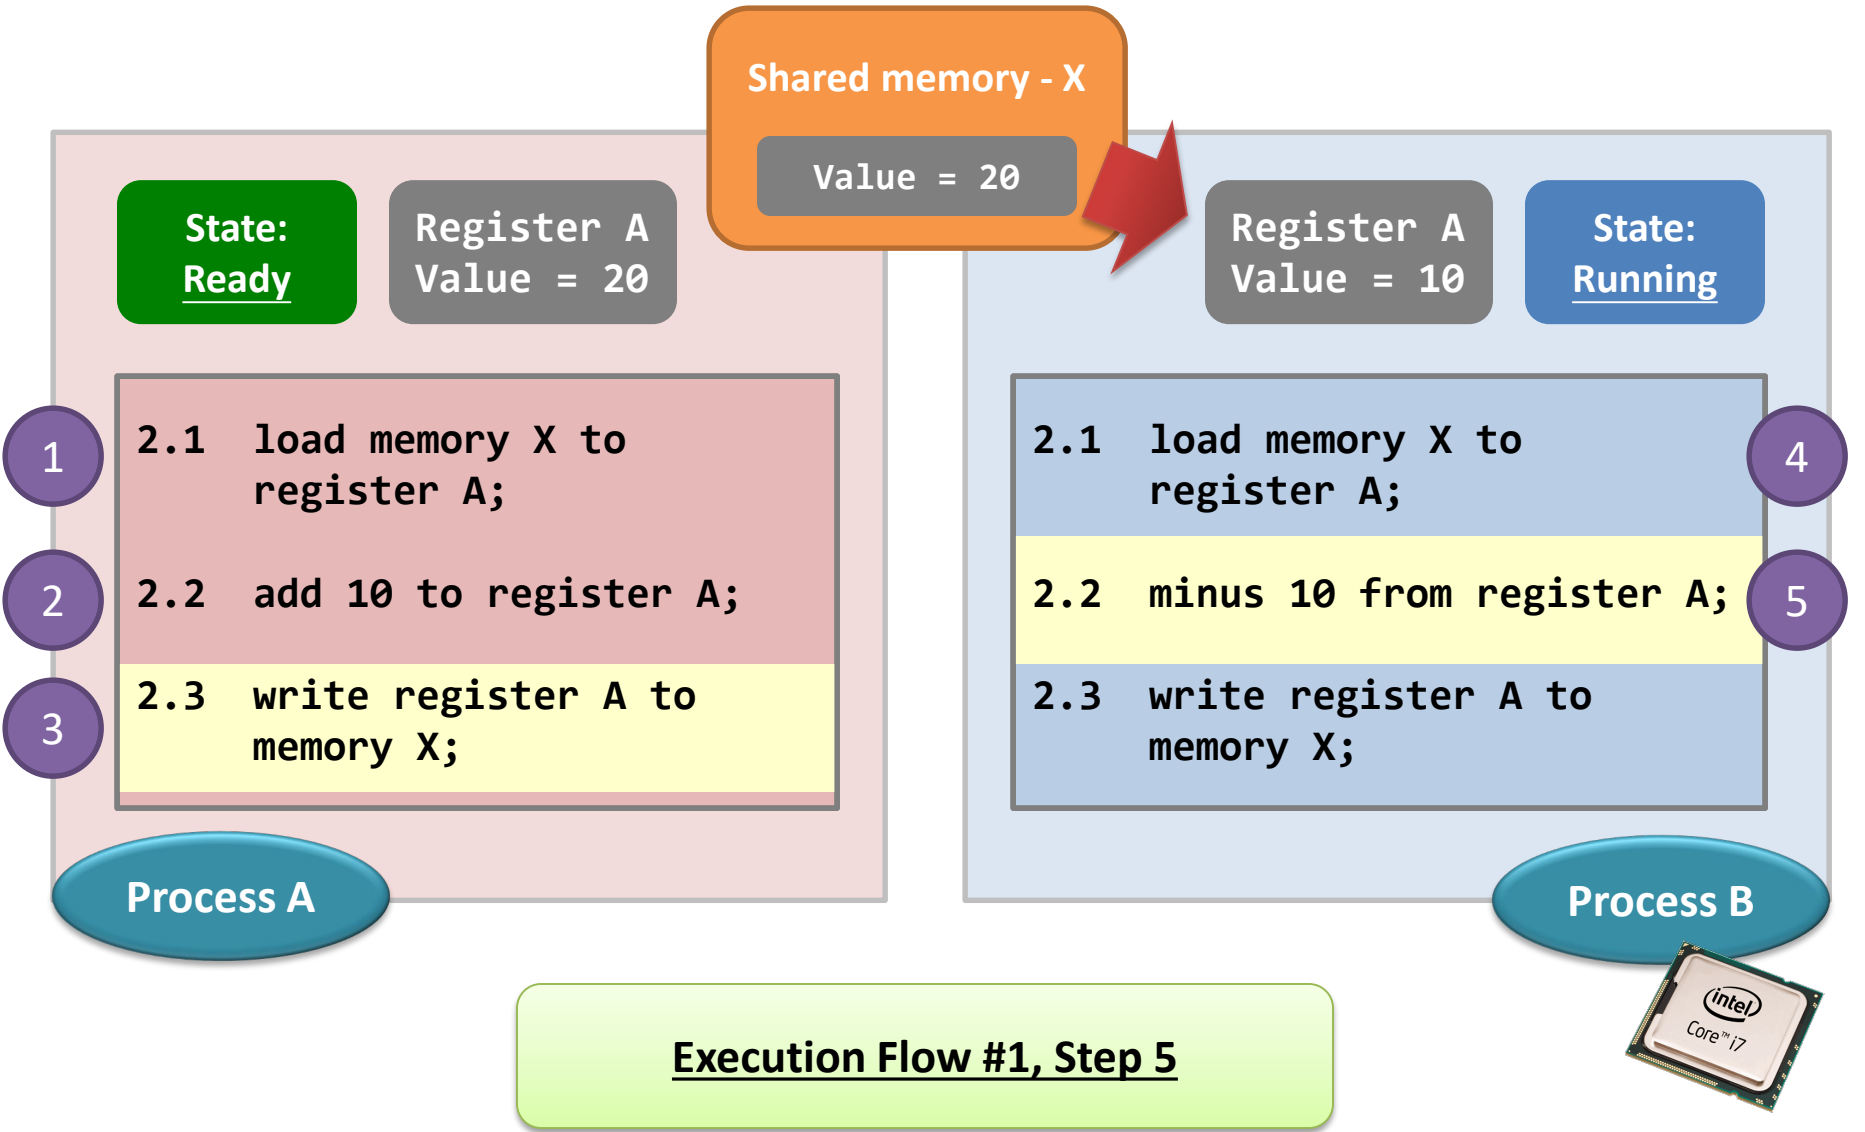 Shared memory - X
Value = 20
State:
Ready
Register A
Value = 20
Register A
Value = 10
State:
Running
1
2.1 load memory X to
register A;
2
2.2 add 10 to register A;
3
2.3 write register A to
memory X;
Process A
2.1 load memory X to
register A;
4
2.2 minus 10 from register A;
5
2.3 write register A to
memory X;
Process B
intel
Core™ i7
Execution Flow #1, Step 5